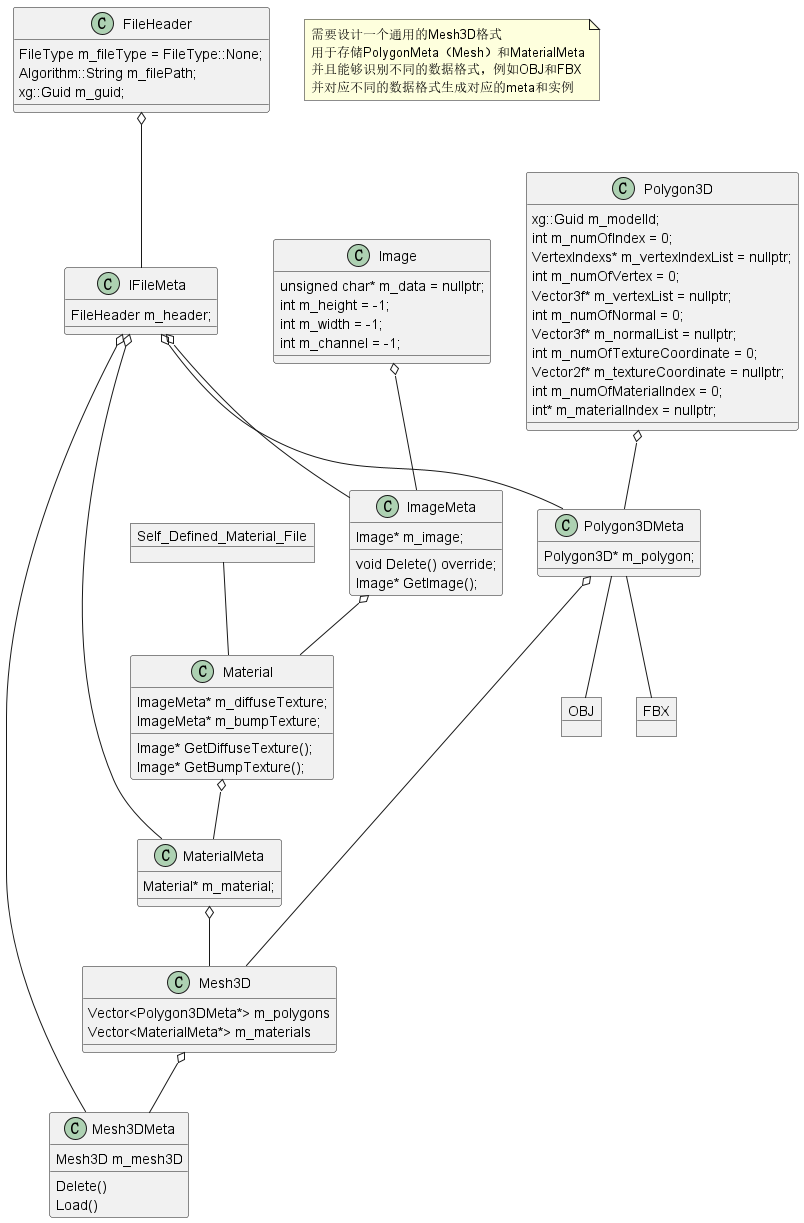 C FileHeader
FileType m_fileType = FileType::None;
Algorithm::String m_filePath;
xg::Guid m_guid;
需要设计一个通用的Mesh3D格式
用于存储PolygonMeta（Mesh）和MaterialMeta
并且能够识别不同的数据格式，例如OBJ和FBX
并对应不同的数据格式生成对应的meta和实例
C Polygon3D
xg::Guid m_modelId;
int m_numOfIndex = 0;
VertexIndexs* m_vertexIndexList = nullptr;
int m_numOfVertex = 0;
Vector3f* m_vertexList = nullptr;
int m_numOfNormal = 0;
Vector3f* m_normalList = nullptr;
int m_numOfTextureCoordinate = 0;
Vector2f* m_textureCoordinate = nullptr;
int m_numOfMaterialIndex = 0;
int* m_materialIndex = nullptr;
C Image
unsigned char* m_data = nullptr;
int m_height = -1;
int m_width = -1;
int m_channel = -1;
C IFileMeta
FileHeader m_header;
C ImageMeta
Image* m_image;
void Delete() override;
Image* GetImage();
C Polygon3DMeta
Polygon3D* m_polygon;
Self_Defined_Material_File
C Material
ImageMeta* m_diffuseTexture;
ImageMeta* m_bumpTexture;
Image* GetDiffuseTexture();
Image* GetBumpTexture();
OBJ
FBX
C MaterialMeta
Material* m_material;
C Mesh3D
Vector<Polygon3DMeta*> m_polygons
Vector<MaterialMeta*> m_materials
C Mesh3DMeta
Mesh3D m_mesh3D
Delete()
Load()